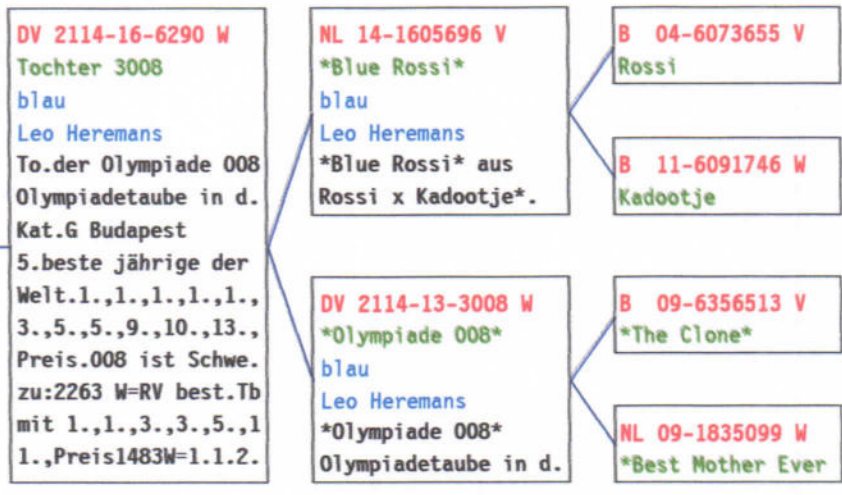 DV 2114-16-6290 W
Tochter 3008
blau
Leo Heremans
To.der Olympiade 008
Olympiadetaube in d.
Kat.G Budapest
5.beste jährige der
Welt.1.,1.,1.,1.,1.,
3.,5.,5.,9.,10.,13.,
Preis.008 ist Schwe.
zu:2263 W=RV best.Tb
mit 1.,1.,3.,3.,5.,1
1.,Preis1483W=1.1.2.
NL 14-1605696 V
*Blue Rossi*
blau
Leo Heremans
*Blue Rossi* aus
Rossi x Kadootje*.
DV 2114-13-3008 W
*Olympiade 008*
blau
Leo Heremans
*Olympiade 008*
Olympiadetaube in d.
B 04-6073655 V
Rossi
B 11-6091746 W
Kadootje
B 09-6356513 V
*The Clone*
NL 09-1835099 W
*Best Mother Ever